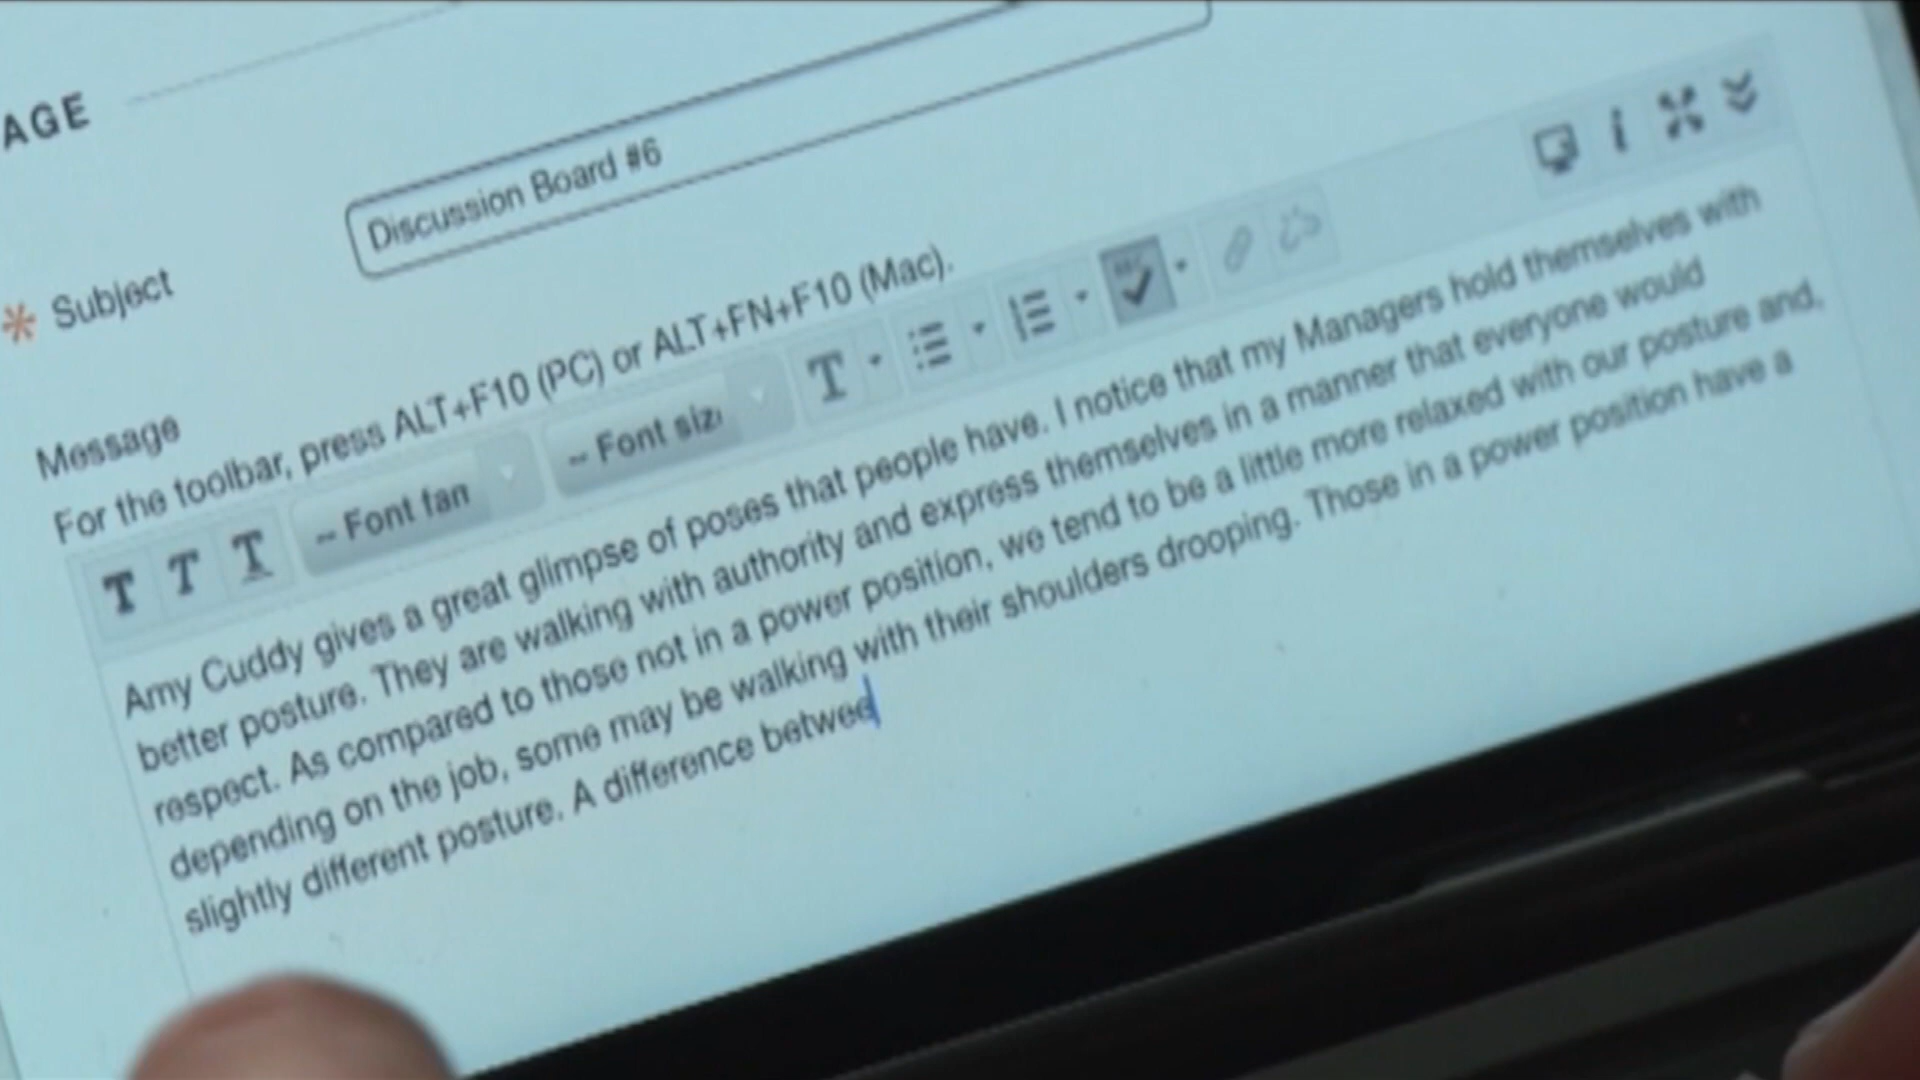 AGE
* Subject
Discussion Board #6
Message
For the toolbar, press ALT+F10 (PC) or ALT+FN+F10 (Mac).
T T T -- Font fan -- Font siz T
Amy Cuddy gives a great glimpse of poses that people have. I notice that my Managers hold themselves with
better posture. They are walking with authority and express themselves in a manner that everyone would
respect. As compared to those not in a power position, we tend to be a little more relaxed with our posture and,
depending on the job, some may be walking with their shoulders drooping. Those in a power position have a
slightly different posture. A difference betwee